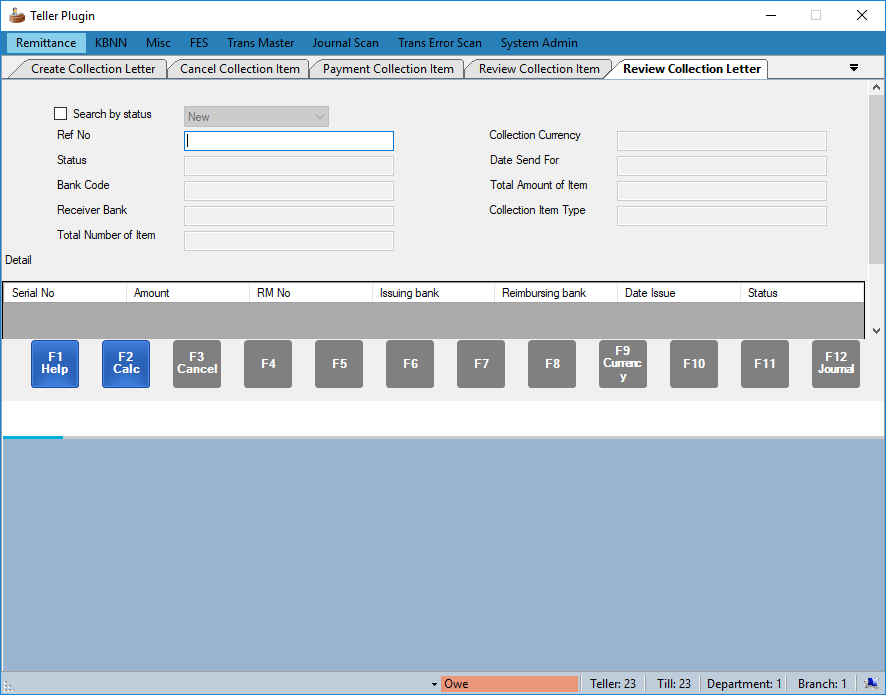 Teller Plugin
Remittance KBNN Misc FES Trans Master Journal Scan Trans Error Scan System Admin
Create Collection Letter Cancel Collection Item Payment Collection Item Review Collection Item Review Collection Letter
Search by status New
Ref No Collection Currency
Status Date Send For
Bank Code Total Amount of Item
Receiver Bank Collection Item Type
Total Number of Item
Detail
Serial No Amount RM No Issuing bank Reimbursing bank Date Issue Status
F1 Help
F2 Calc
F3 Cancel
F4
F5
F6
F7
F8
F9 Currenc y
F10
F11
F12 Journal
Owe Teller: 23 Till: 23 Department: 1 Branch: 1